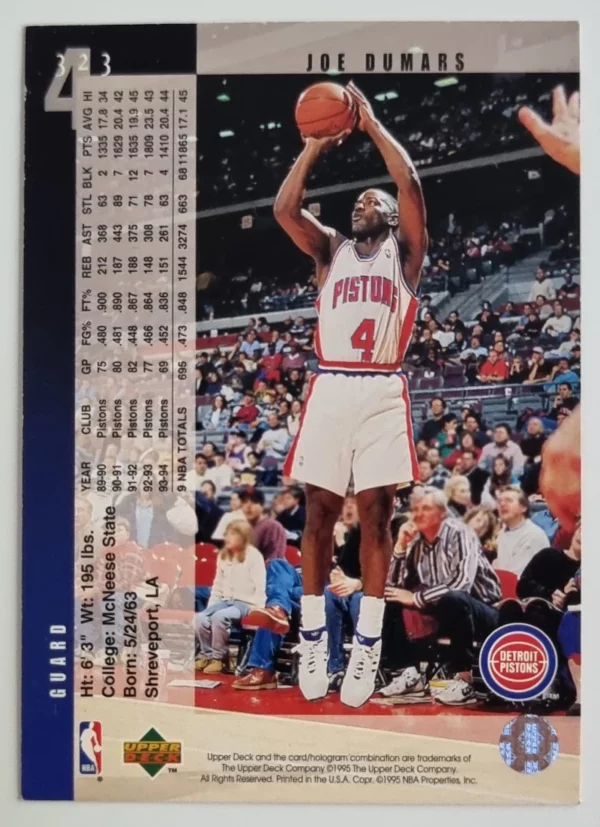 4
323
JOE DUMARS
GUARD
Ht: 6'3" Wt: 195 lbs.
College: McNeese State
Born: 5/24/63
Shreveport, LA
YEAR CLUB GP FG% FT% REB AST STL BLK PTS AVG HI
89-90 Pistons 75 .480 .900 212 368 63 2 1335 17.8 34
90-91 Pistons 80 .481 .890 187 443 89 7 1629 20.4 42
91-92 Pistons 82 .448 .867 188 375 71 12 1635 19.9 45
92-93 Pistons 77 .466 .864 148 308 78 7 1809 23.5 43
93-94 Pistons 69 .452 .836 151 261 63 4 1410 20.4 44
9 NBA TOTALS 695 .473 .848 1544 3274 663 68 11865 17.1 45
PISTONS
4
DETROIT
PISTONS
NBA
®
UPPER
DECK
™
Upper Deck and the card/hologram combination are trademarks of
The Upper Deck Company ©1995 The Upper Deck Company.
All Rights Reserved. Printed in the U.S.A. Copr. ©1995 NBA Properties, Inc.